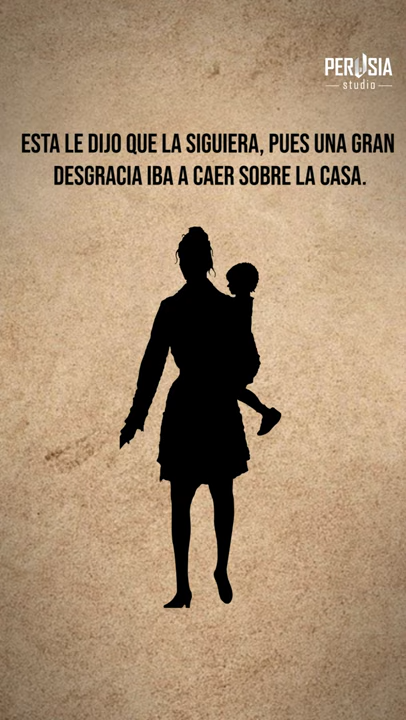 PERUSIA
studio
ESTA LE DIJO QUE LA SIGUIERA, PUES UNA GRAN
DESGRACIA IBA A CAER SOBRE LA CASA.